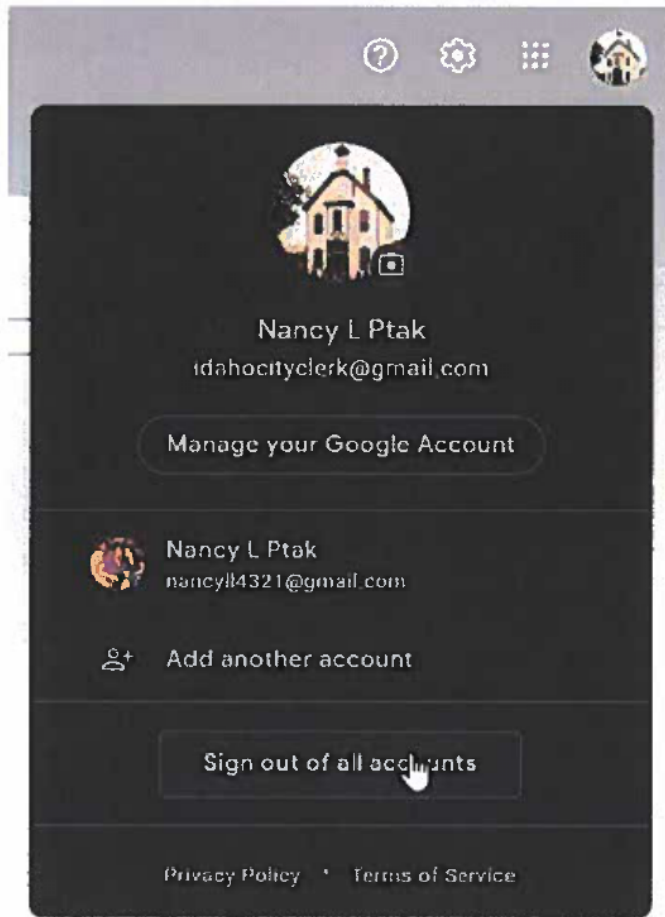 Nancy L Ptak
idahocityclerk@gmail.com
Manage your Google Account
Nancy L Ptak
nancyll4321@gmail.com
Add another account
Sign out of all accounts
Privacy Policy • Terms of Service